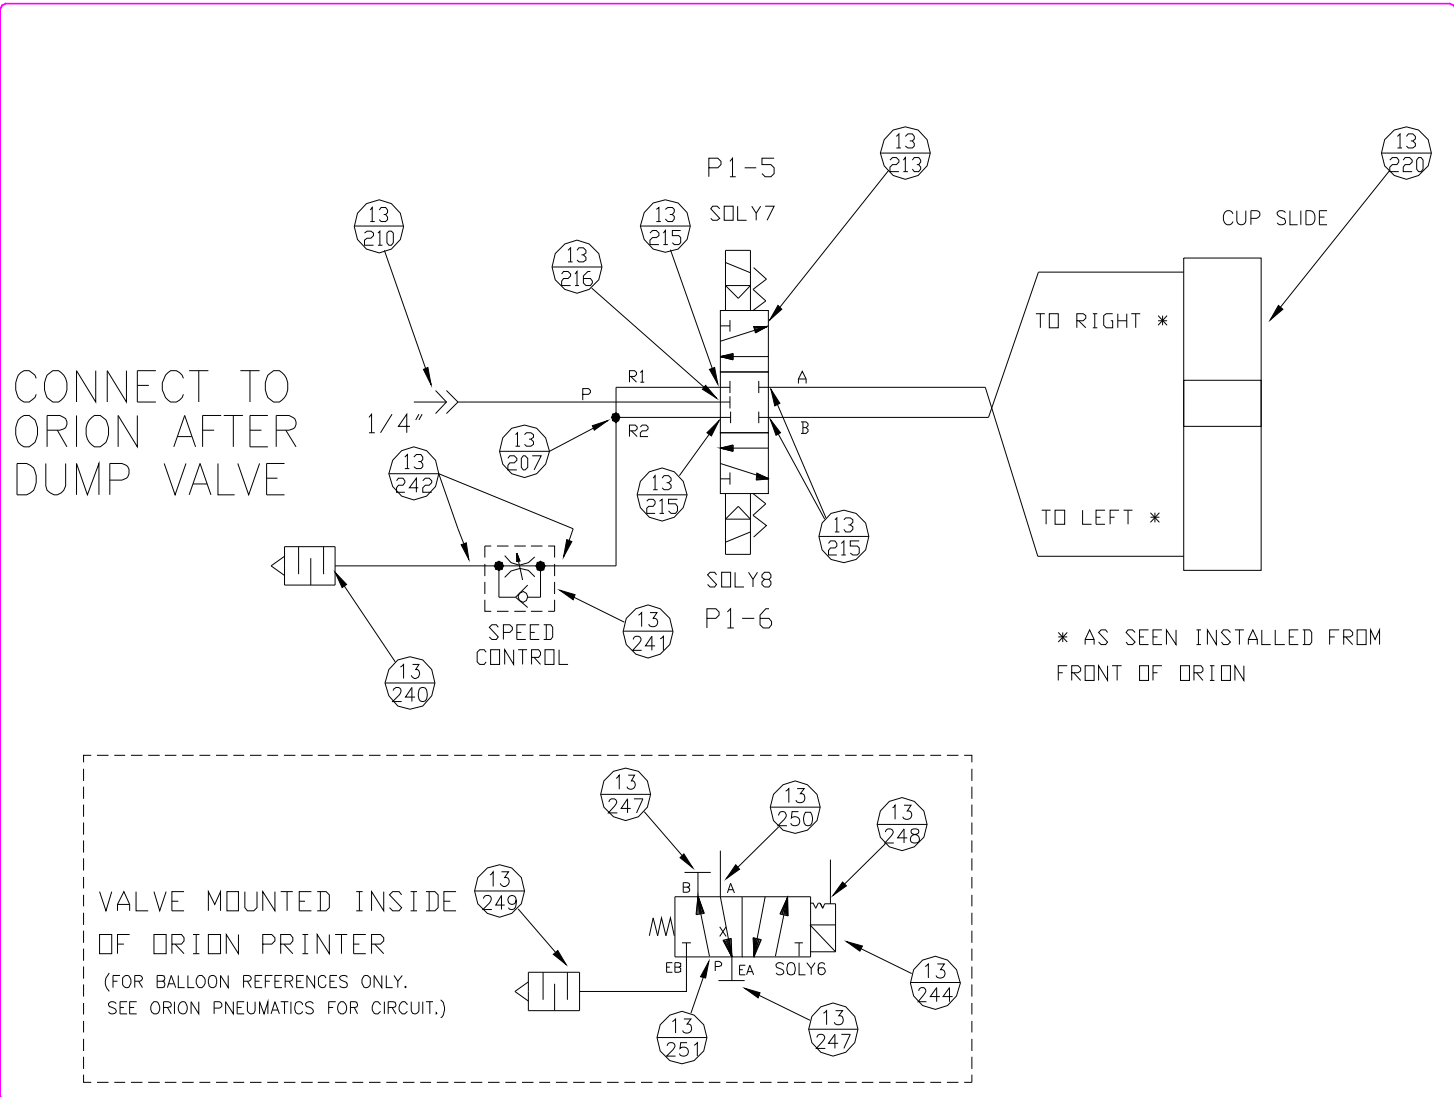 13
213
13
220
P1-5
SOLY7
CUP SLIDE
13
210
13
215
13
216
TO RIGHT *
CONNECT TO
ORION AFTER
DUMP VALVE
1/4"
P
R1
R2
A
B
13
207
13
242
13
215
13
215
TO LEFT *
SOLY8
P1-6
SPEED
CONTROL
13
241
13
240
* AS SEEN INSTALLED FROM
FRONT OF ORION
13
247
13
250
13
248
13
249
VALVE MOUNTED INSIDE
OF ORION PRINTER
(FOR BALLOON REFERENCES ONLY.
SEE ORION PNEUMATICS FOR CIRCUIT.)
B
A
X
EB
P
EA
SOLY6
13
244
13
251
13
247